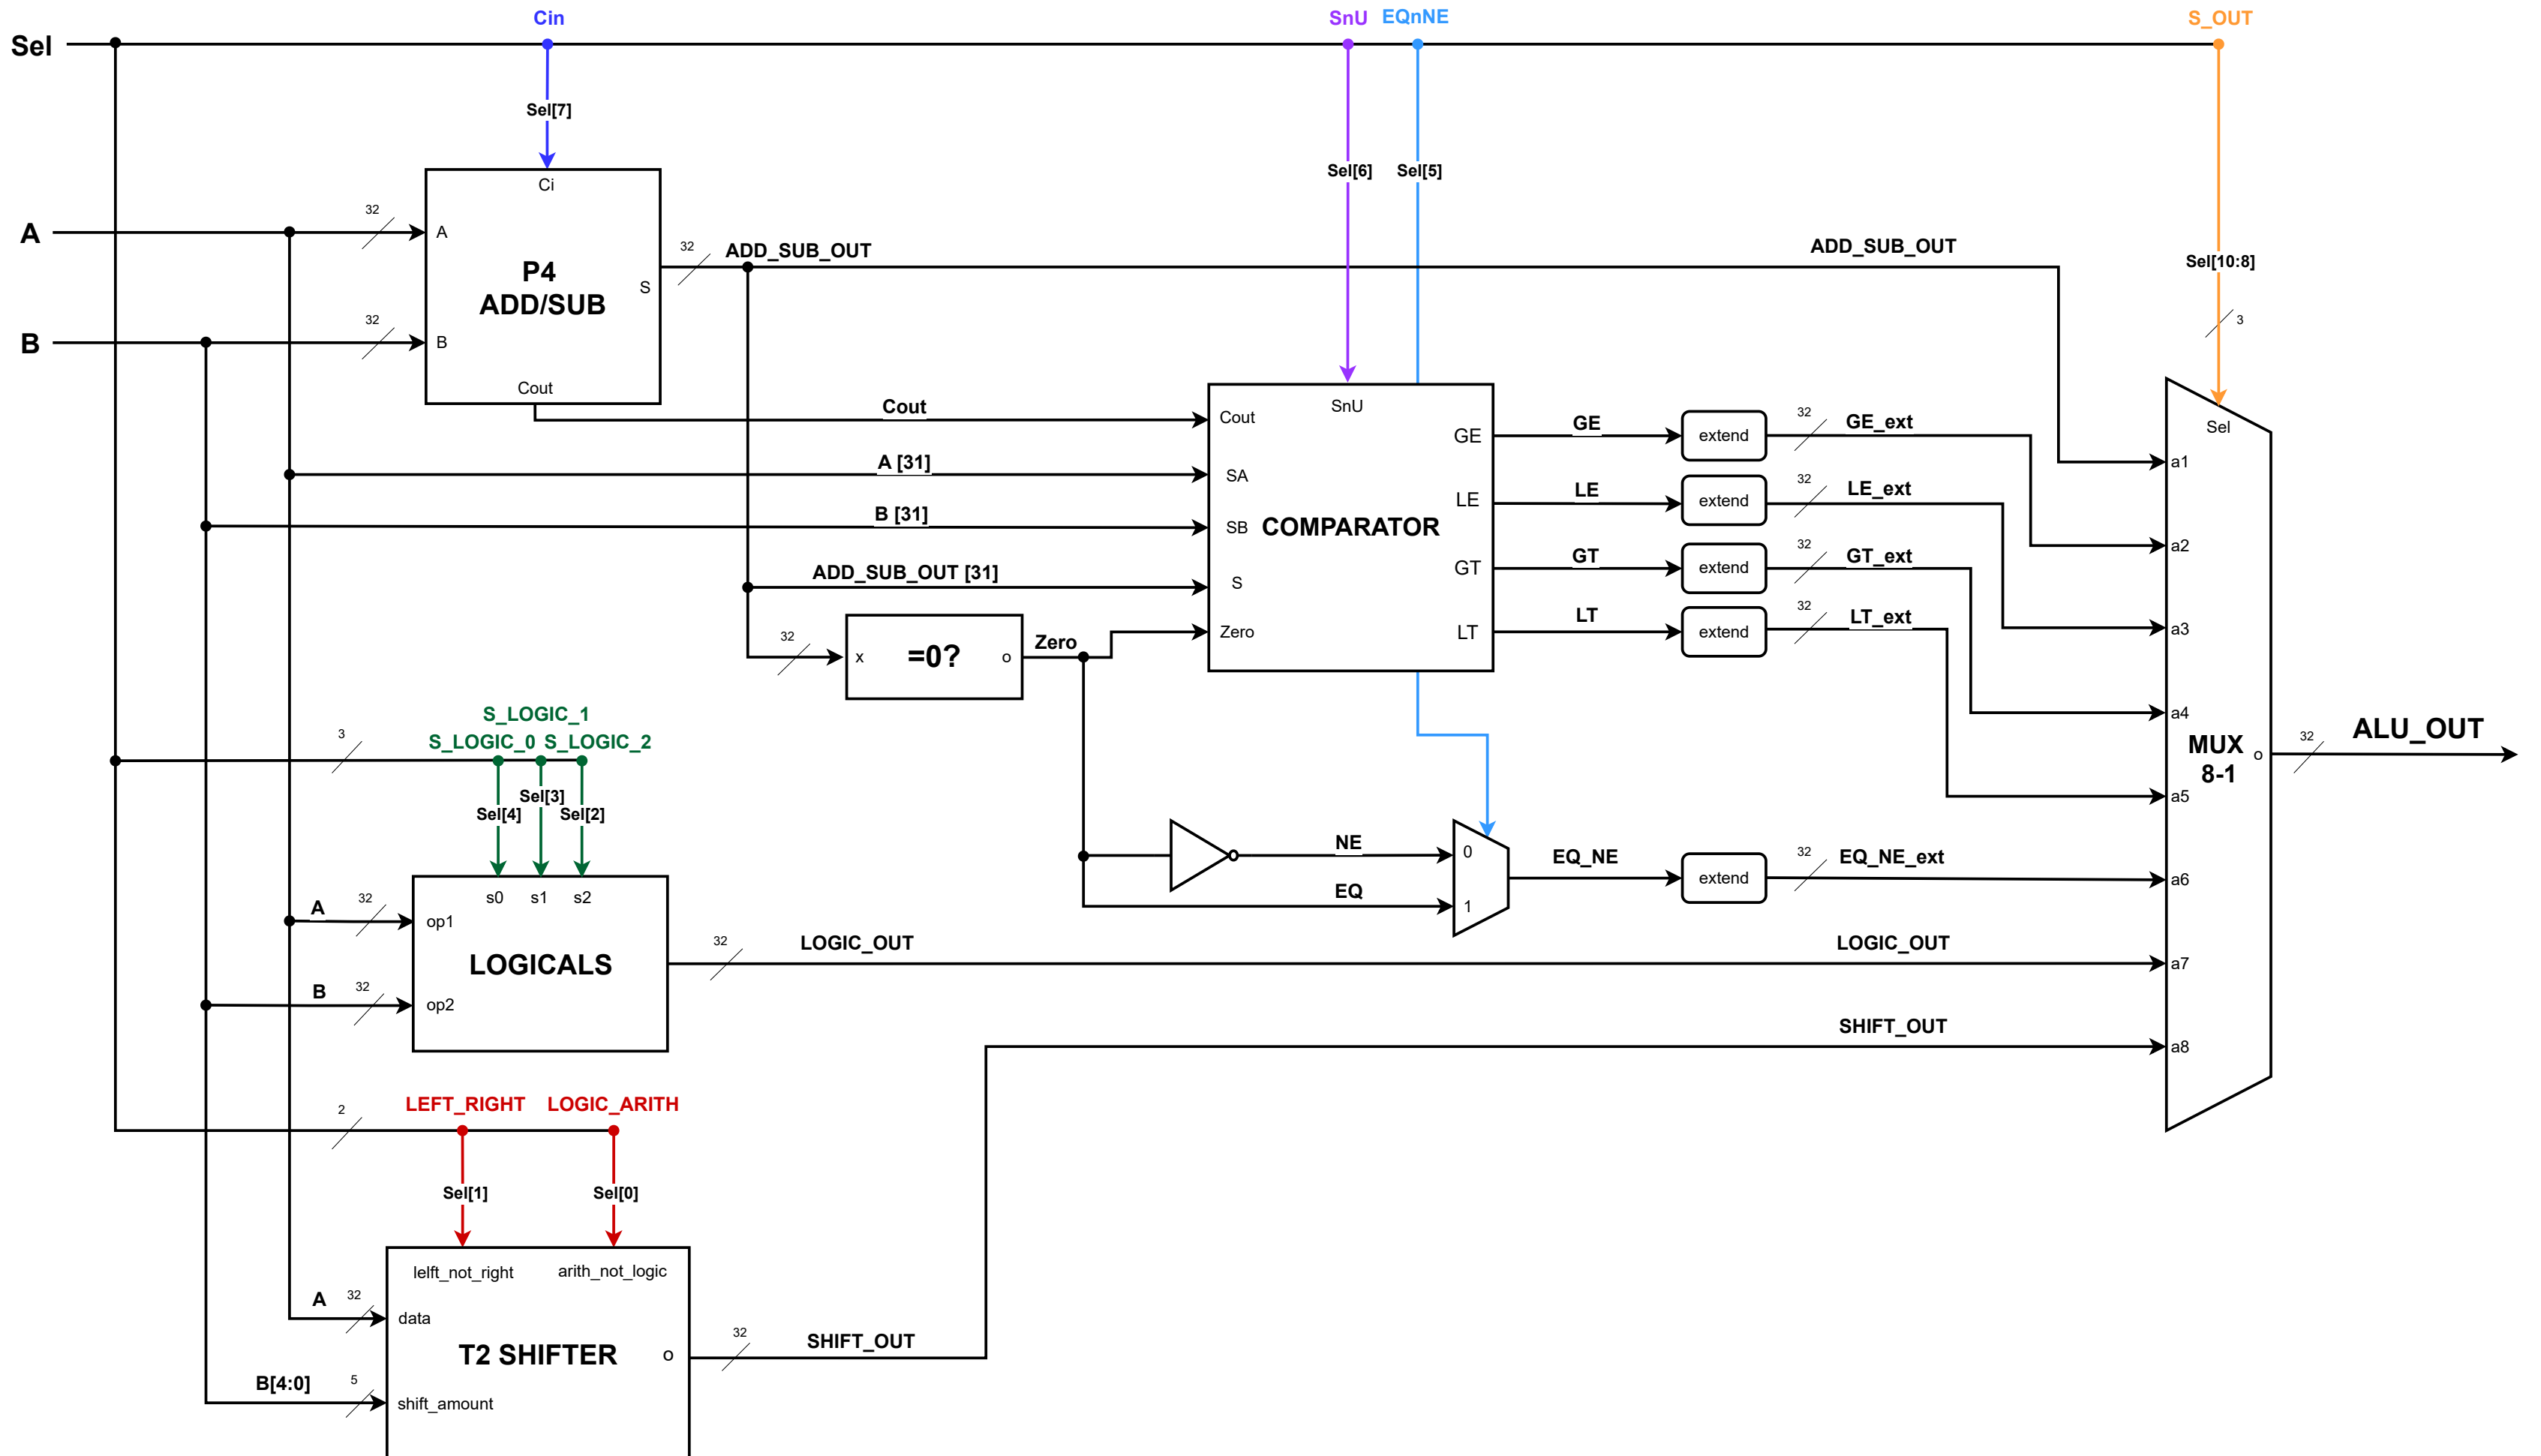 Cin
SnU
EQnNE
S_OUT
Sel
Sel[7]
Sel[6]
Sel[5]
Ci
32
A
A
P4
ADD/SUB
S
32
ADD_SUB_OUT
ADD_SUB_OUT
Sel[10:8]
3
32
B
B
Cout
Cout
Cout
SnU
GE
GE
extend
32
GE_ext
Sel
a1
A [31]
SA
LE
LE
extend
32
LE_ext
B [31]
SB
COMPARATOR
a2
ADD_SUB_OUT [31]
S
GT
GT
extend
32
GT_ext
LT
LT
extend
32
LT_ext
a3
32
x
=0?
o
Zero
Zero
a4
S_LOGIC_1
S_LOGIC_0
S_LOGIC_2
3
MUX
8-1
o
32
ALU_OUT
Sel[4]
Sel[3]
Sel[2]
a5
NE
0
EQ_NE
extend
32
EQ_NE_ext
a6
EQ
1
s0
s1
s2
A
32
op1
LOGICALS
32
LOGIC_OUT
LOGIC_OUT
a7
B
32
op2
SHIFT_OUT
a8
2
LEFT_RIGHT
LOGIC_ARITH
Sel[1]
Sel[0]
lelft_not_right
arith_not_logic
A
32
data
T2 SHIFTER
o
32
SHIFT_OUT
B[4:0]
5
shift_amount